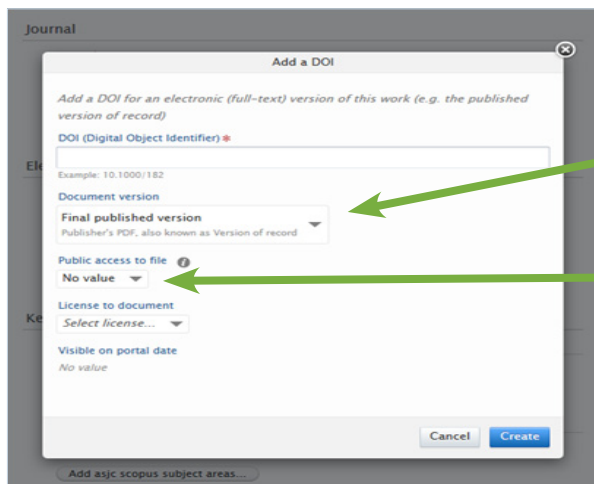 Journal
Add a DOI
Add a DOI for an electronic (full-text) version of this work (e.g. the published
version of record)
DOI (Digital Object Identifier) *
Ele
Example: 10.1000/182
Document version
Final published version
Publisher's PDF, also known as Version of record
Public access to file
No value
License to document
Ke
Select license...
Visible on portal date
No value
Cancel
Create
Add asjc scopus subject areas...